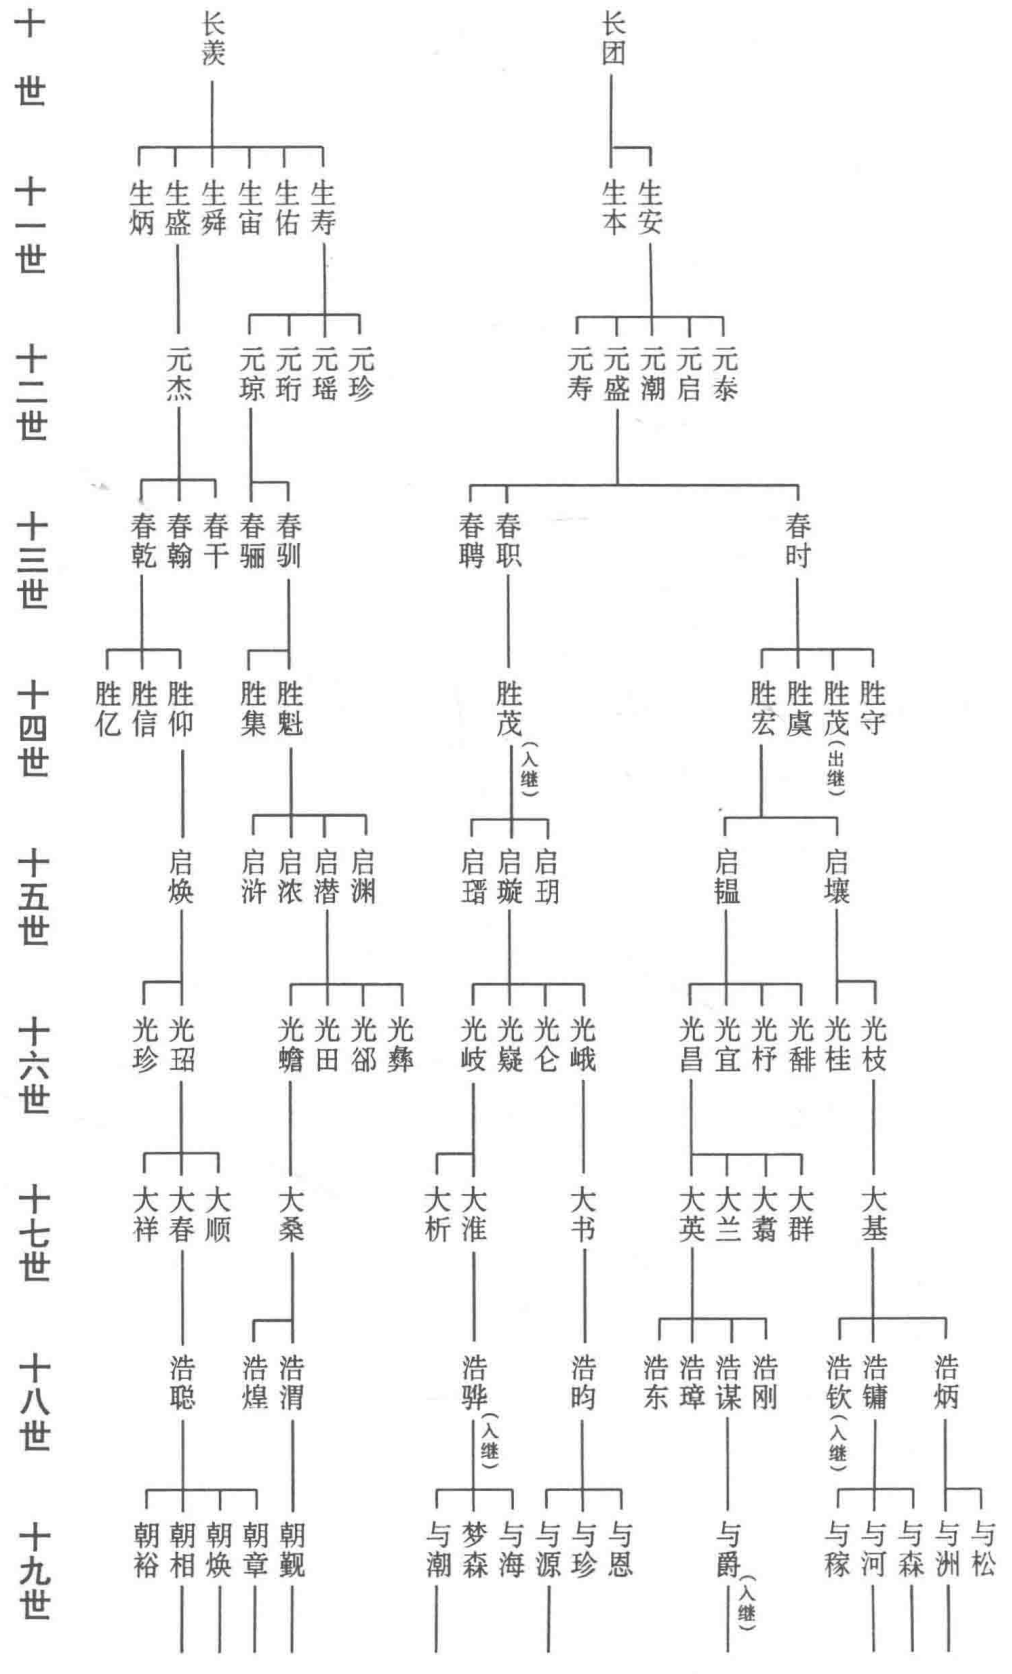 十世
长羡
长团
十一世
生炳
生盛
生舜
生宙
生佑
生寿
生本
生安
十二世
元杰
元琼
元珩
元瑶
元珍
元寿
元盛
元潮
元启
元泰
十三世
春乾
春翰
春干
春骊
春驯
春聘
春职
春时
十四世
胜亿
胜信
胜仰
胜集
胜魁
胜茂(入继)
胜宏
胜虞
胜茂(出继)
胜守
十五世
启焕
启浒
启浓
启潜
启渊
启瑨
启璇
启玥
启韫
启壤
十六世
光珍
光玿
光蟾
光田
光郤
光彝
光岐
光嶷
光仑
光峨
光昌
光宜
光杼
光馡
光桂
光枝
十七世
大祥
大春
大顺
大桑
大析
大淮
大书
大英
大兰
大翥
大群
大基
十八世
浩聪
浩煌
浩渭
浩骅(入继)
浩昀
浩东
浩璋
浩谋
浩刚
浩钦(入继)
浩镛
浩炳
十九世
朝裕
朝相
朝焕
朝章
朝觐
与潮
梦森
与海
与源
与珍
与恩
与爵(入继)
与稼
与河
与森
与洲
与松